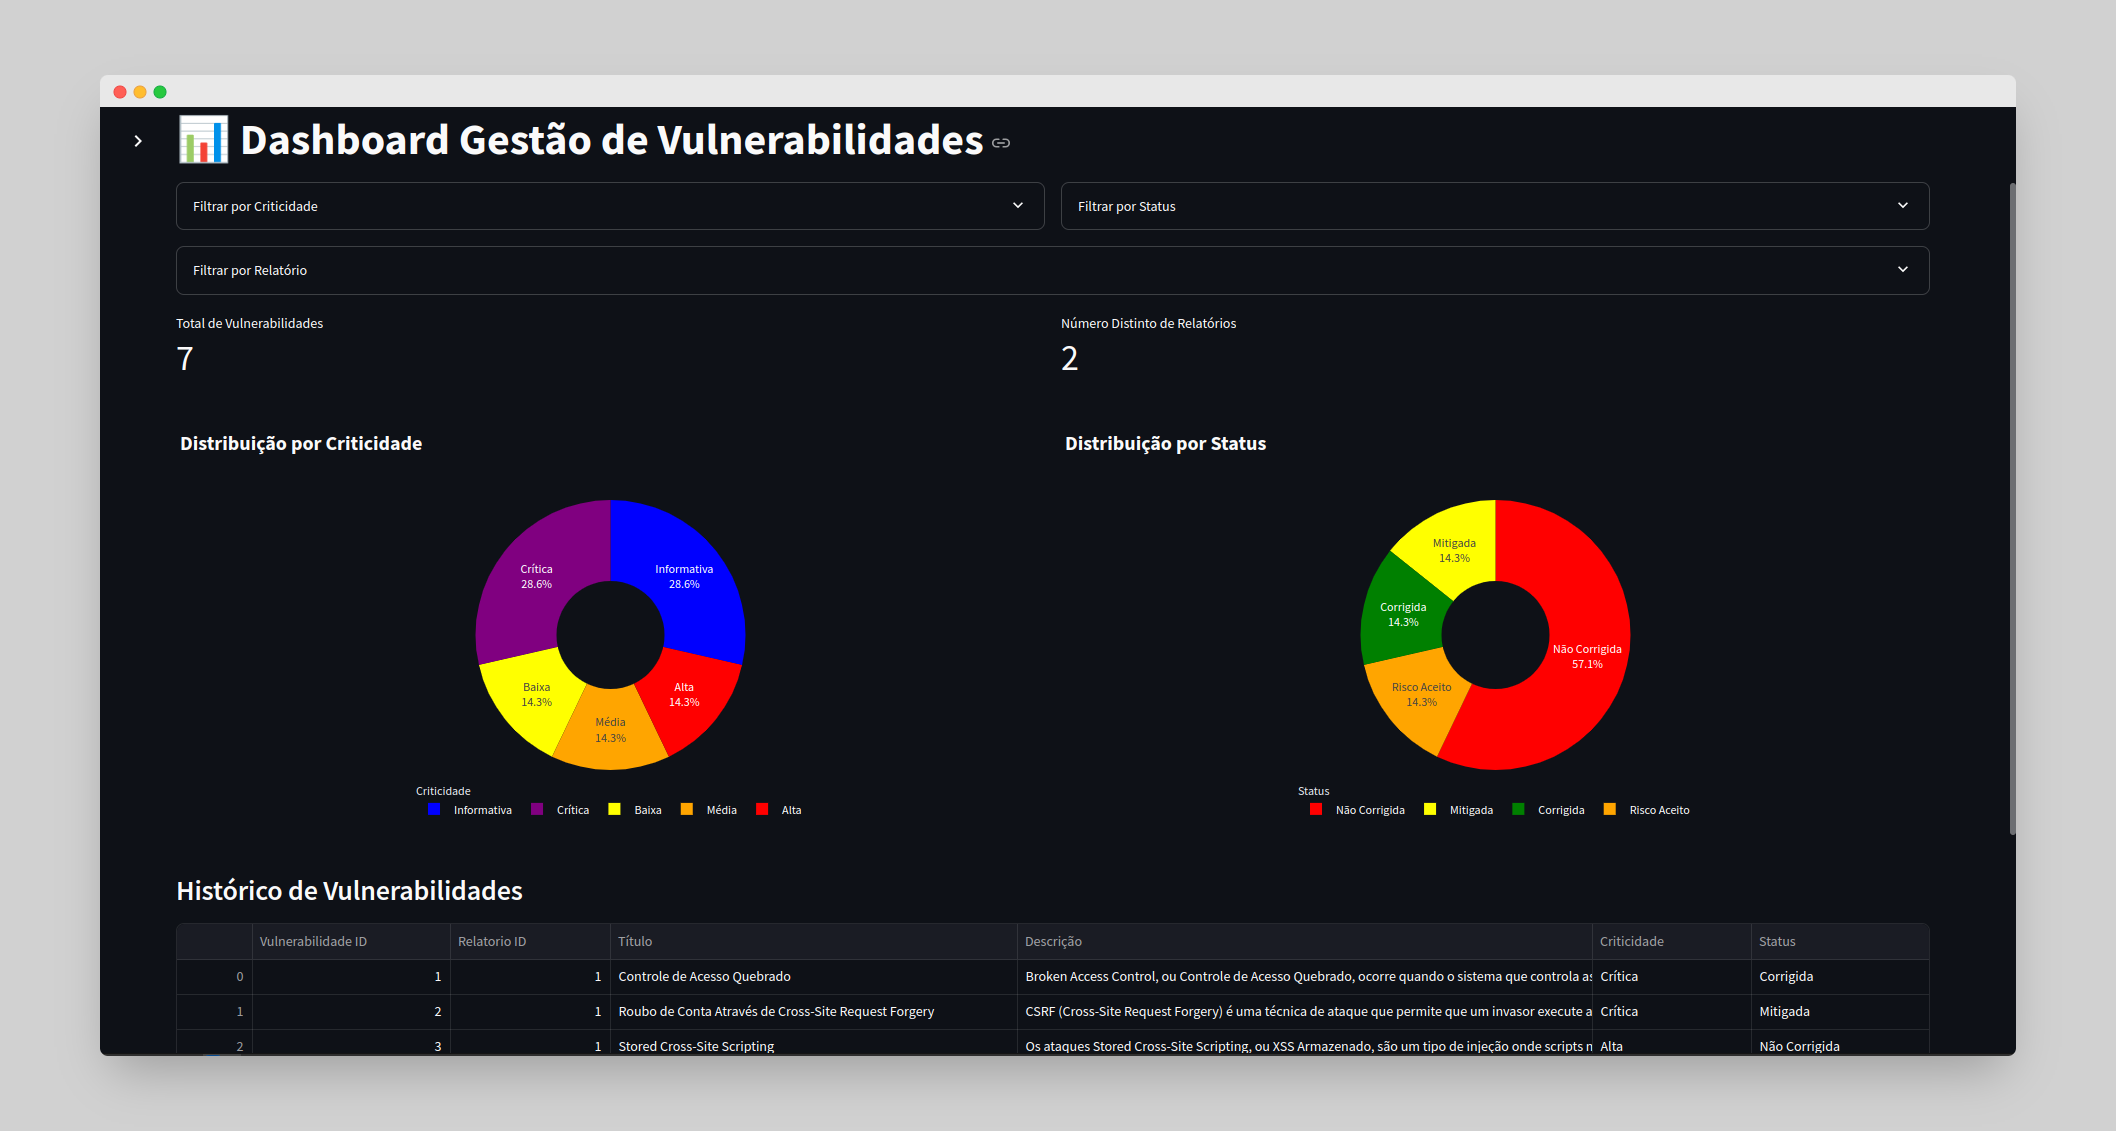 Dashboard Gestão de Vulnerabilidades
Filtrar por Criticidade
Filtrar por Status
Filtrar por Relatório
Total de Vulnerabilidades
7
Número Distinto de Relatórios
2
Distribuição por Criticidade
Crítica
28.6%
Informativa
28.6%
Baixa
14.3%
Alta
14.3%
Média
14.3%
Criticidade
Informativa Crítica Baixa Média Alta
Distribuição por Status
Mitigada
14.3%
Corrigida
14.3%
Não Corrigida
57.1%
Risco Aceito
14.3%
Status
Não Corrigida Mitigada Corrigida Risco Aceito
Histórico de Vulnerabilidades
Vulnerabilidade ID Relatorio ID Título Descrição Criticidade Status
0 1 1 Controle de Acesso Quebrado Broken Access Control, ou Controle de Acesso Quebrado, ocorre quando o sistema que controla as Crítica Corrigida
1 2 1 Roubo de Conta Através de Cross-Site Request Forgery CSRF (Cross-Site Request Forgery) é uma técnica de ataque que permite que um invasor execute a Crítica Mitigada
2 3 1 Stored Cross-Site Scripting Os ataques Stored Cross-Site Scripting, ou XSS Armazenado, são um tipo de injeção onde scripts Alta Não Corrigida